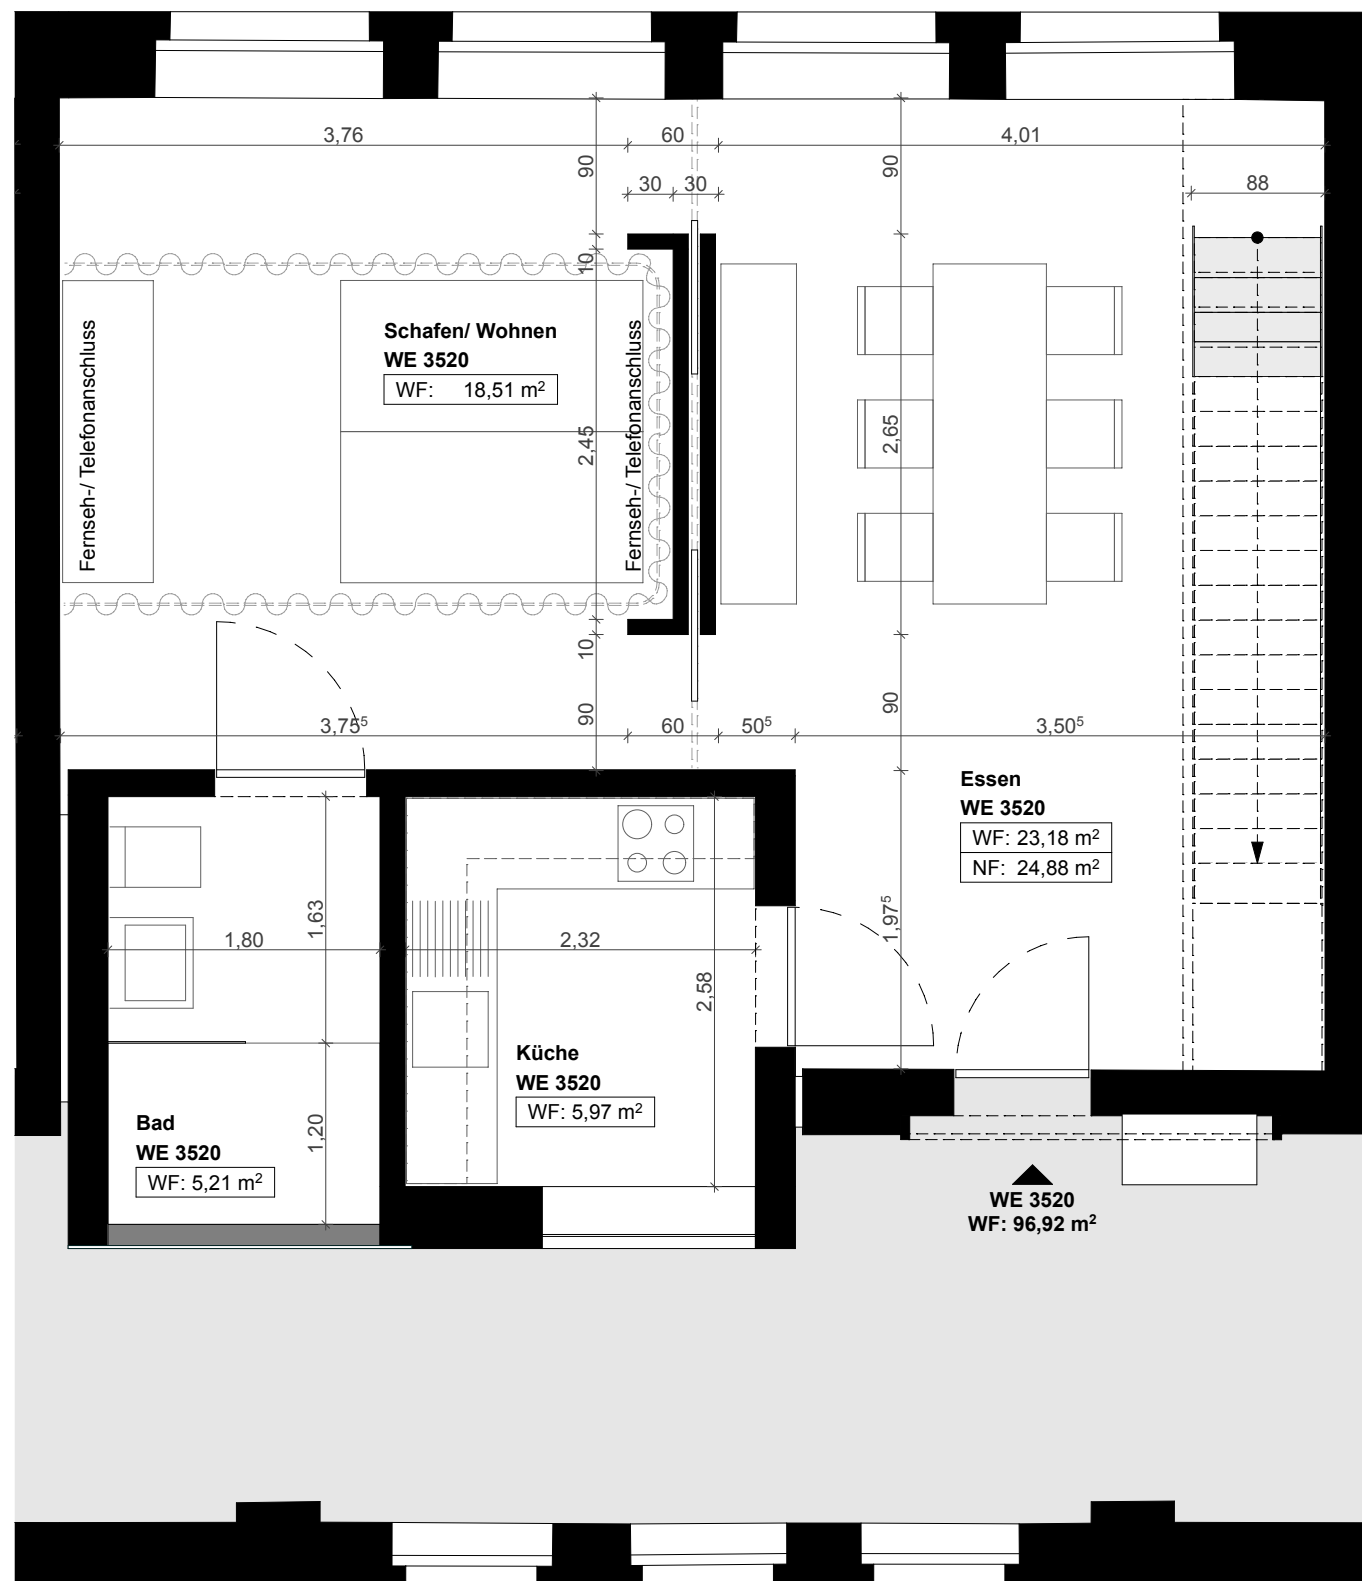 3,76
60
4,01
90
90
30
30
88
10
Fernseh-/ Telefonanschluss
Schafen/ Wohnen
WE 3520
WF: 18,51 m²
Fernseh-/ Telefonanschluss
2,45
2,65
10
90
90
3,75⁵
60
50⁵
3,50⁵
Essen
WE 3520
WF: 23,18 m²
NF: 24,88 m²
1,63
1,80
2,32
2,58
1,97⁵
Küche
WE 3520
WF: 5,97 m²
Bad
WE 3520
WF: 5,21 m²
1,20
WE 3520
WF: 96,92 m²